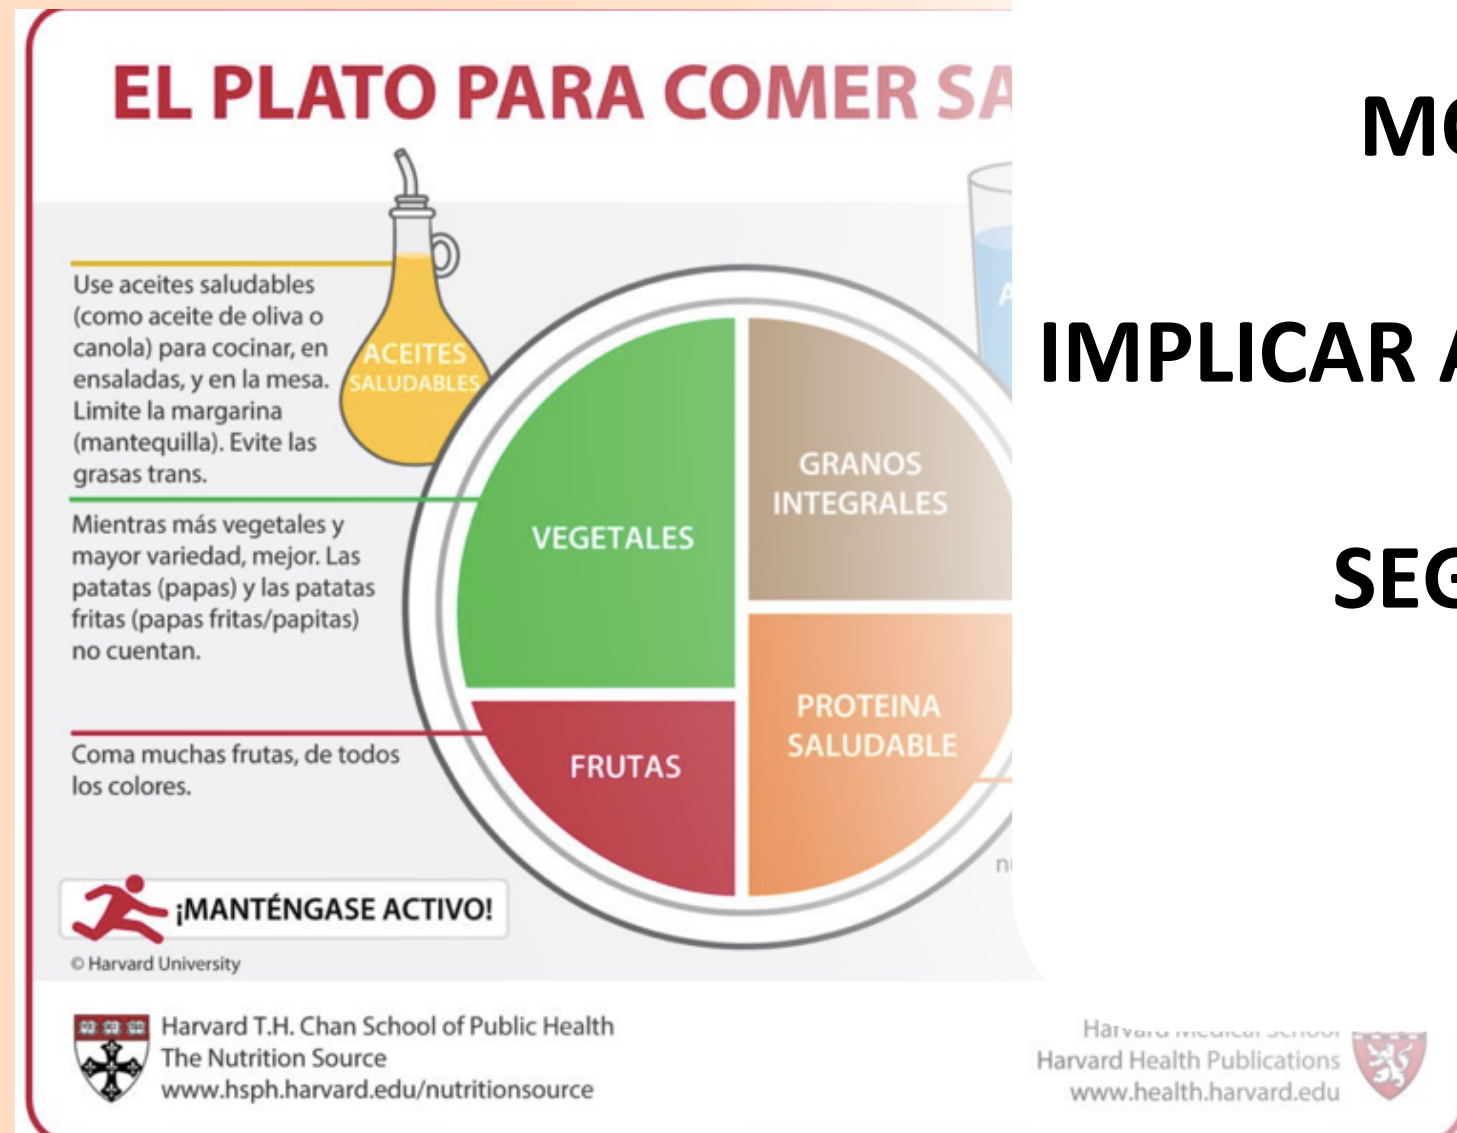 EL PLATO PARA COMER
Use aceites saludables
(como aceite de oliva o
canola) para cocinar, en
ensaladas, y en la mesa.
Limite la margarina
(mantequilla). Evite las
grasas trans.
ACEITES
SALUDABLES
Mientras más vegetales y
mayor variedad, mejor. Las
patatas (papas) y las patatas
fritas (papas fritas/papitas)
no cuentan.
Coma muchas frutas, de todos
los colores.
VEGETALES
FRUTAS
GRANOS
INTEGRALES
PROTEINA
SALUDABLE
¡MANTÉNGASE ACTIVO!
© Harvard University
Harvard T.H. Chan School of Public Health
The Nutrition Source
www.hsph.harvard.edu/nutritionsource
Harvard Medical School
Harvard Health Publications
www.health.harvard.edu
IMPLICAR